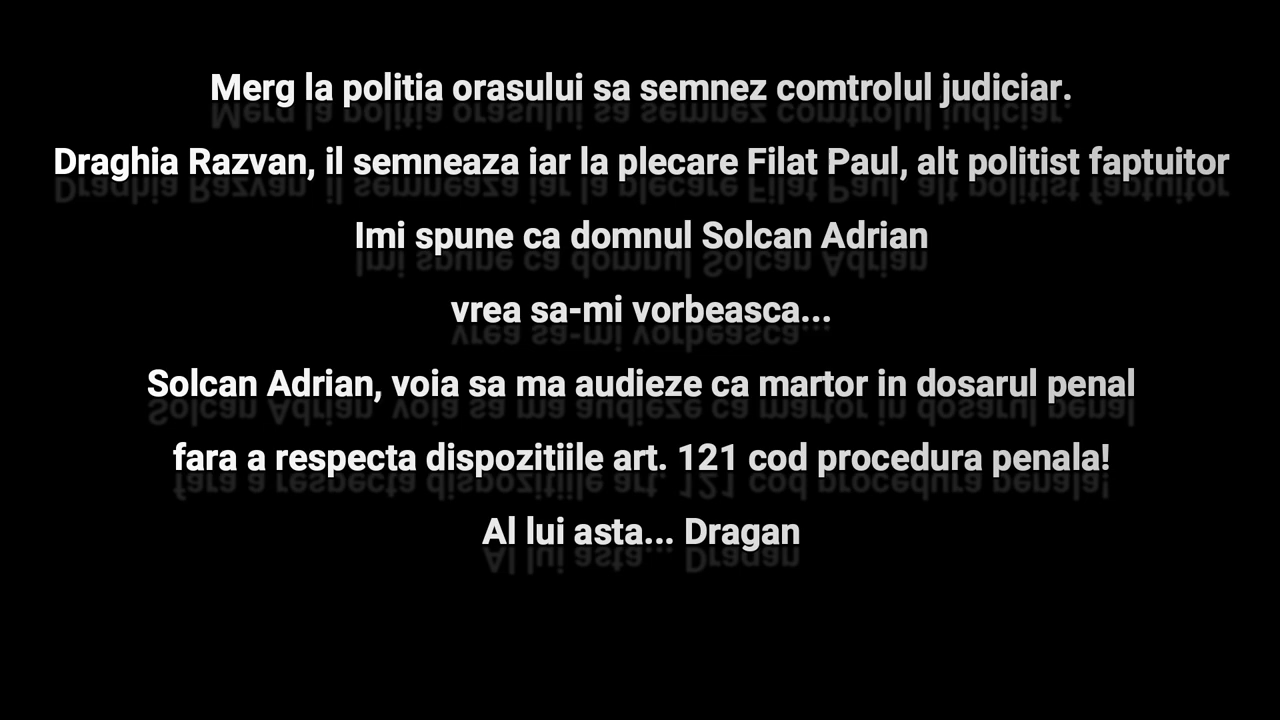 Merg la politia orasului sa semnez comtrolul judiciar.
Draghia Razvan, il semneaza iar la plecare Filat Paul, alt politist faptuitor
Imi spune ca domnul Solcan Adrian
vrea sa-mi vorbeasca...
Solcan Adrian, voia sa ma audieze ca martor in dosarul penal
fara a respecta dispozitiile art. 121 cod procedura penala!
Al lui asta... Dragan